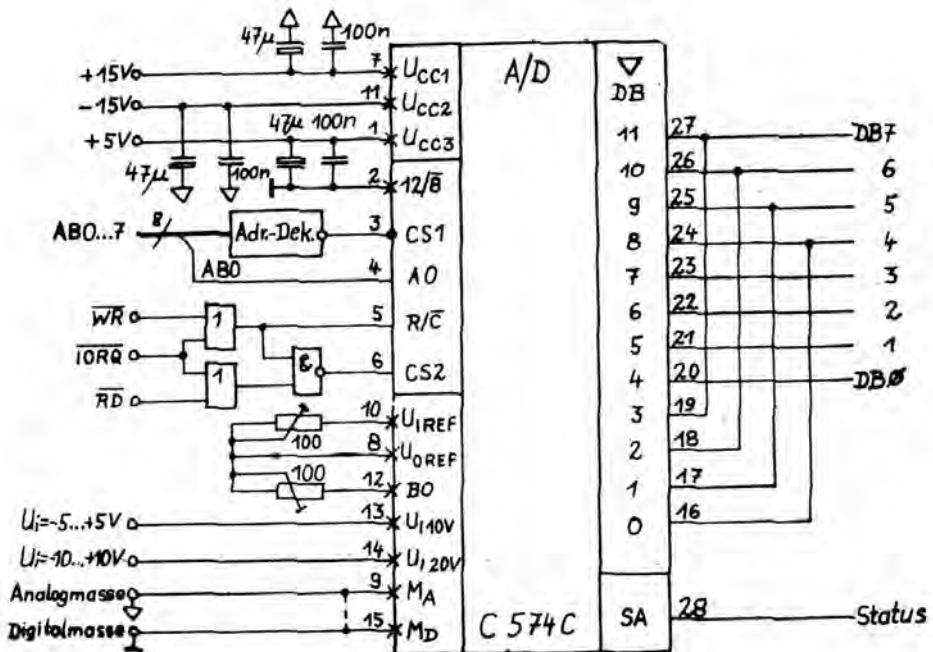 47µ 100n
+15V 7 UCC1 A/D
-15V 11 UCC2 DB
+5V 47µ 100n 1 UCC3 11 27 DB7
47µ 100n 2 12/B̅ 10 26 6
9 25 5
AB0...7 8 Adr.-Dek. 3 CS1 8 24 4
AB0 4 A0 7 23 3
W̅R̅ 1 5 R/C̅ 6 22 2
I̅O̅R̅Q̅ & 6 CS2 5 21 1
R̅D̅ 1 4 20 DB0
10 UIREF 3 19
100 8 UOREF 2 18
100 12 BO 1 17
Ui=-5...+5V 13 UI10V 0 16
Ui=-10...+10V 14 UI20V
Analogmasse 9 MA
Digitalmasse 15 MD C 574C SA 28 Status